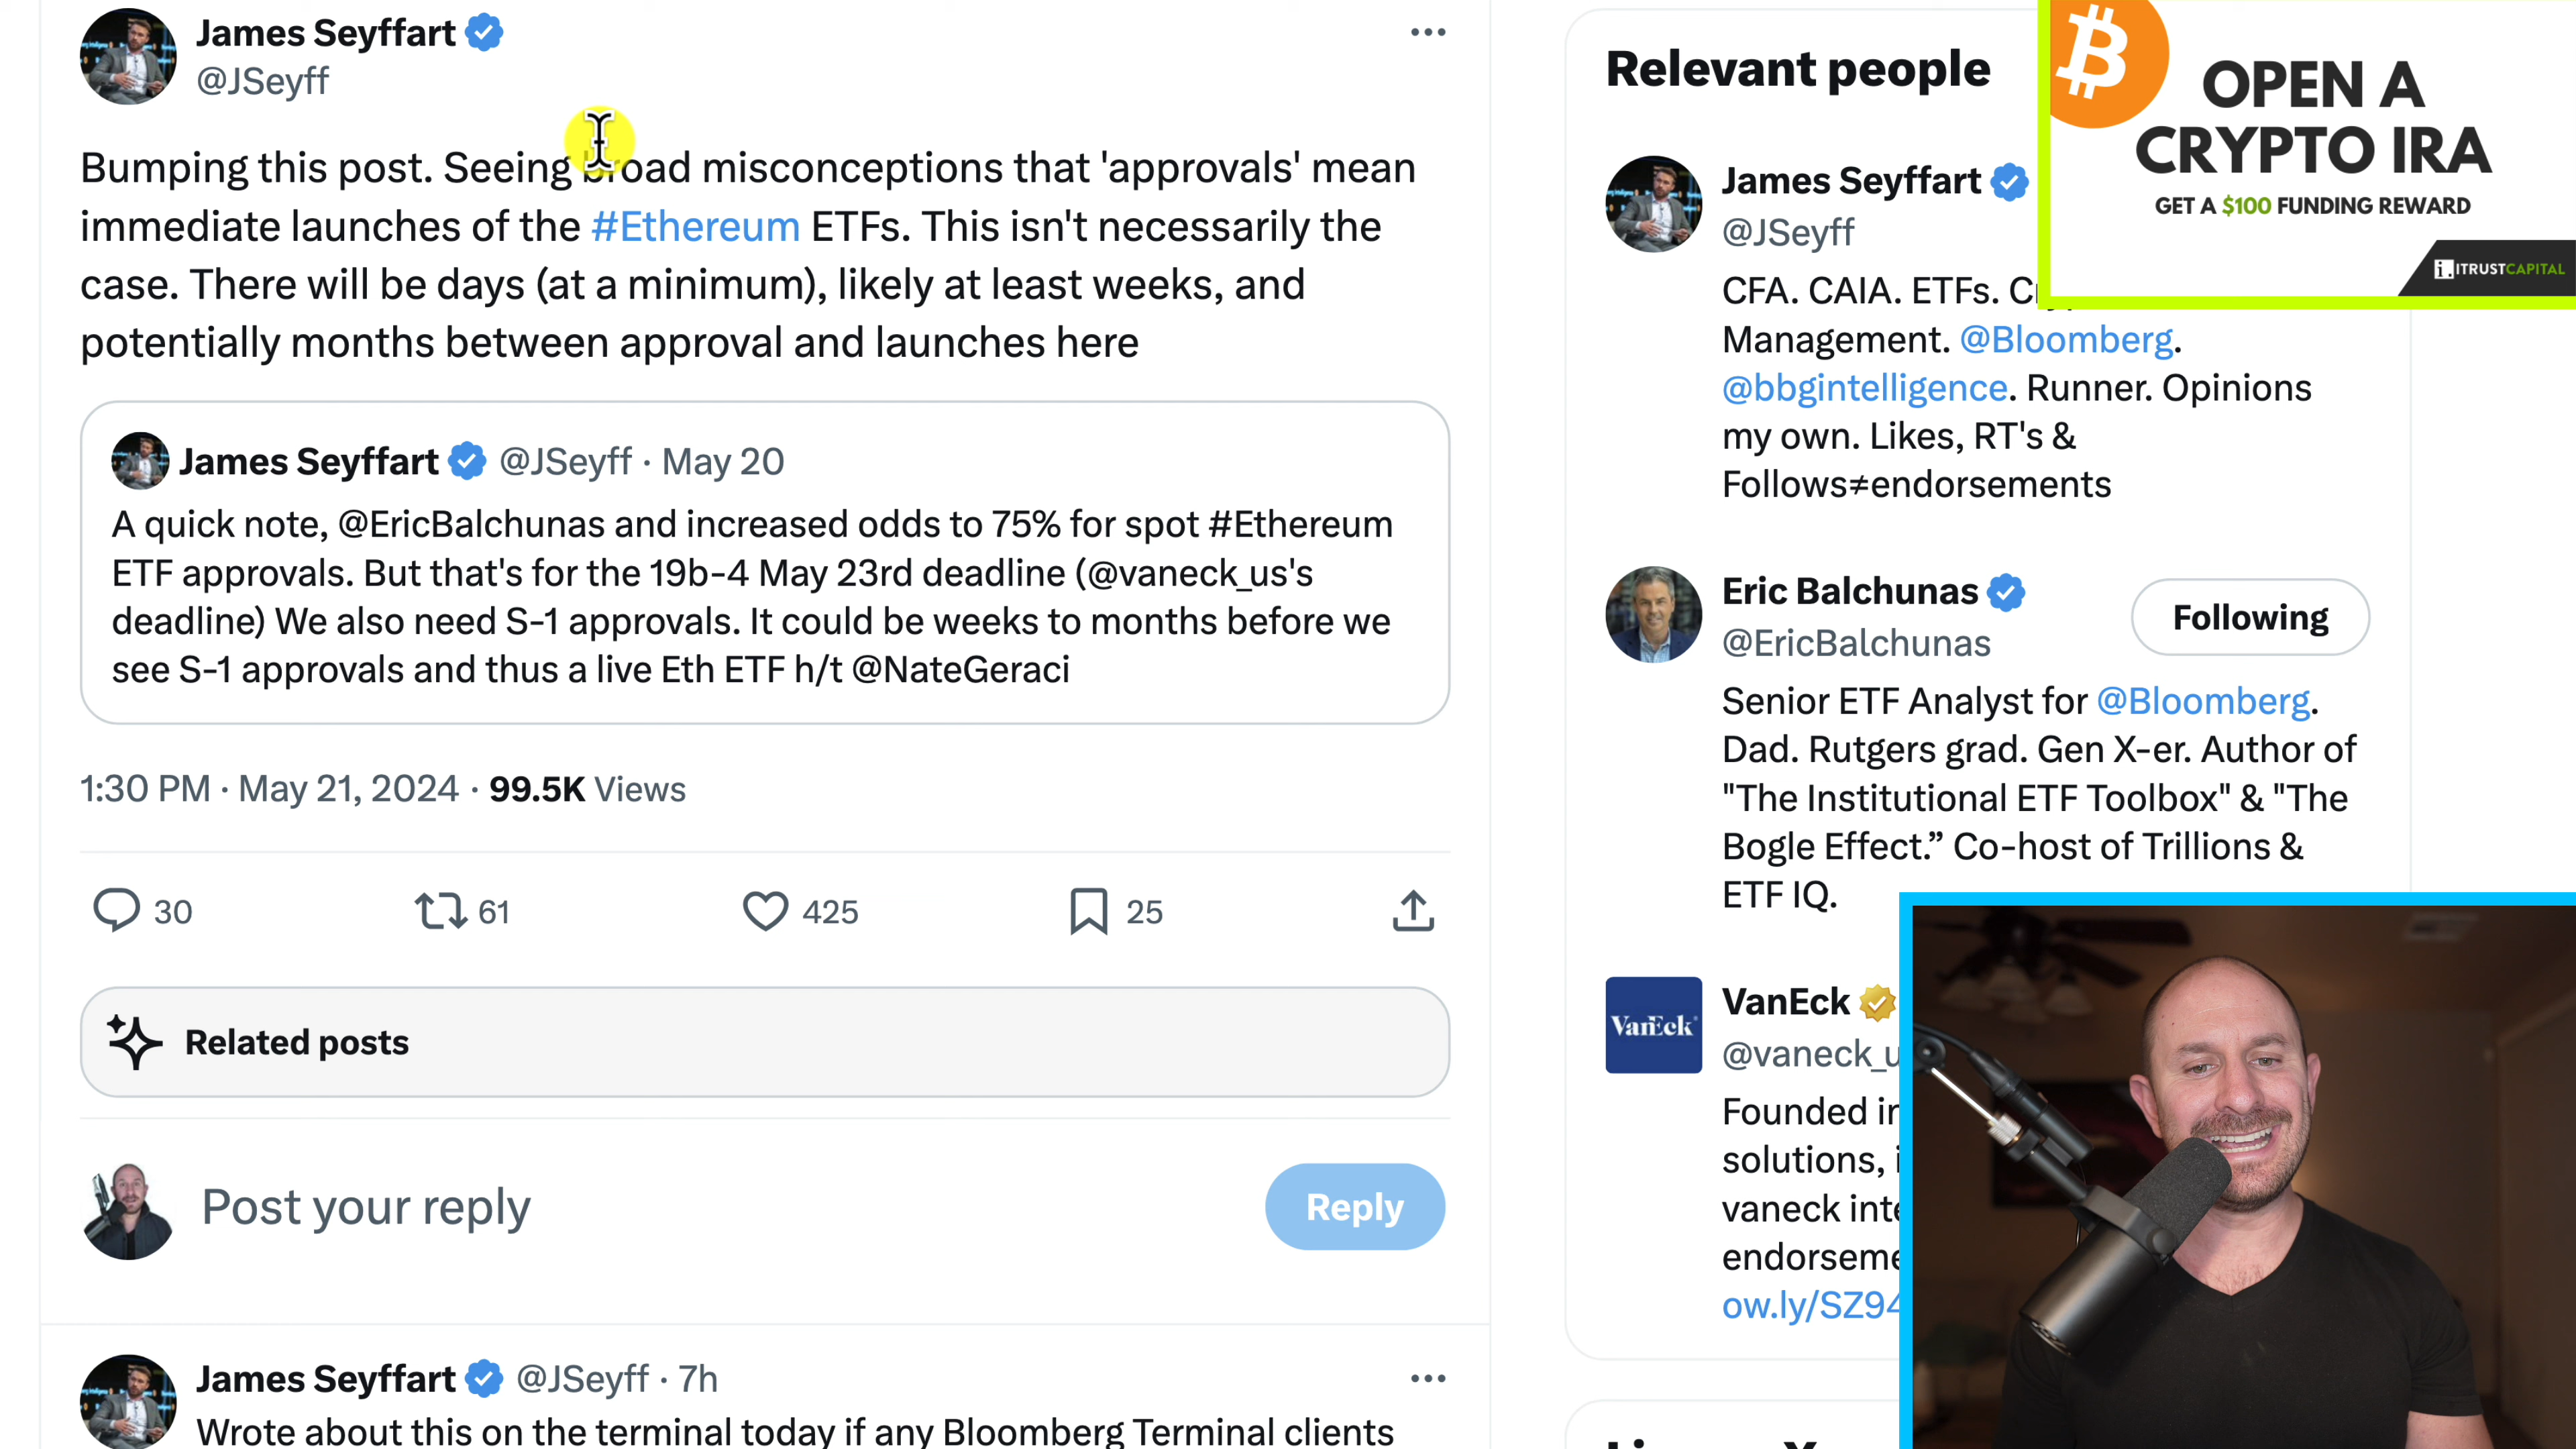 James Seyffart
@JSeyff
Bumping this post. Seeing broad misconceptions that 'approvals' mean
immediate launches of the #Ethereum ETFs. This isn't necessarily the
case. There will be days (at a minimum), likely at least weeks, and
potentially months between approval and launches here
James Seyffart @JSeyff · May 20
A quick note, @EricBalchunas and increased odds to 75% for spot #Ethereum
ETF approvals. But that's for the 19b-4 May 23rd deadline (@vaneck_us's
deadline) We also need S-1 approvals. It could be weeks to months before we
see S-1 approvals and thus a live Eth ETF h/t @NateGeraci
1:30 PM · May 21, 2024 · 99.5K Views
30 61 425 25
Related posts
Post your reply
Reply
James Seyffart @JSeyff · 7h
Wrote about this on the terminal today if any Bloomberg Terminal clients
Relevant people
James Seyffart
@JSeyff
CFA. CAIA. ETFs.
Management. @Bloomberg.
@bbgintelligence. Runner. Opinions
my own. Likes, RT's &
Follows≠endorsements
Eric Balchunas
@EricBalchunas
Following
Senior ETF Analyst for @Bloomberg.
Dad. Rutgers grad. Gen X-er. Author of
"The Institutional ETF Toolbox" & "The
Bogle Effect.” Co-host of Trillions &
ETF IQ.
VanEck
VanEck
@vaneck_u
Founded in
solutions,
vaneck inte
endorseme
ow.ly/SZ94
OPEN A
CRYPTO IRA
GET A $100 FUNDING REWARD
ITRUSTCAPITAL